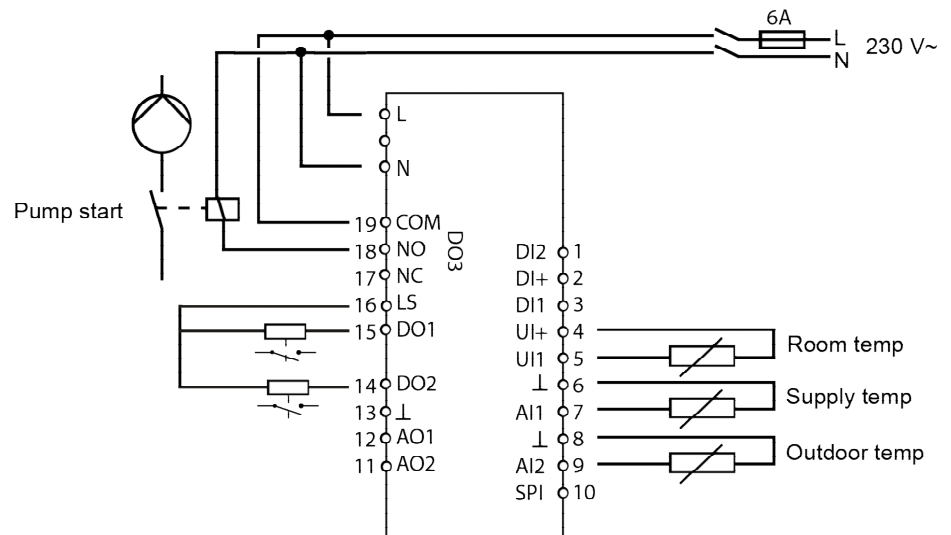 6A
L
N
230 V~
L
N
Pump start
19 COM
18 NO
17 NC
DO3
16 LS
15 DO1
14 DO2
13 ⊥
12 AO1
11 AO2
DI2 1
DI+ 2
DI1 3
UI+ 4
UI1 5
⊥ 6
AI1 7
⊥ 8
AI2 9
SPI 10
Room temp
Supply temp
Outdoor temp